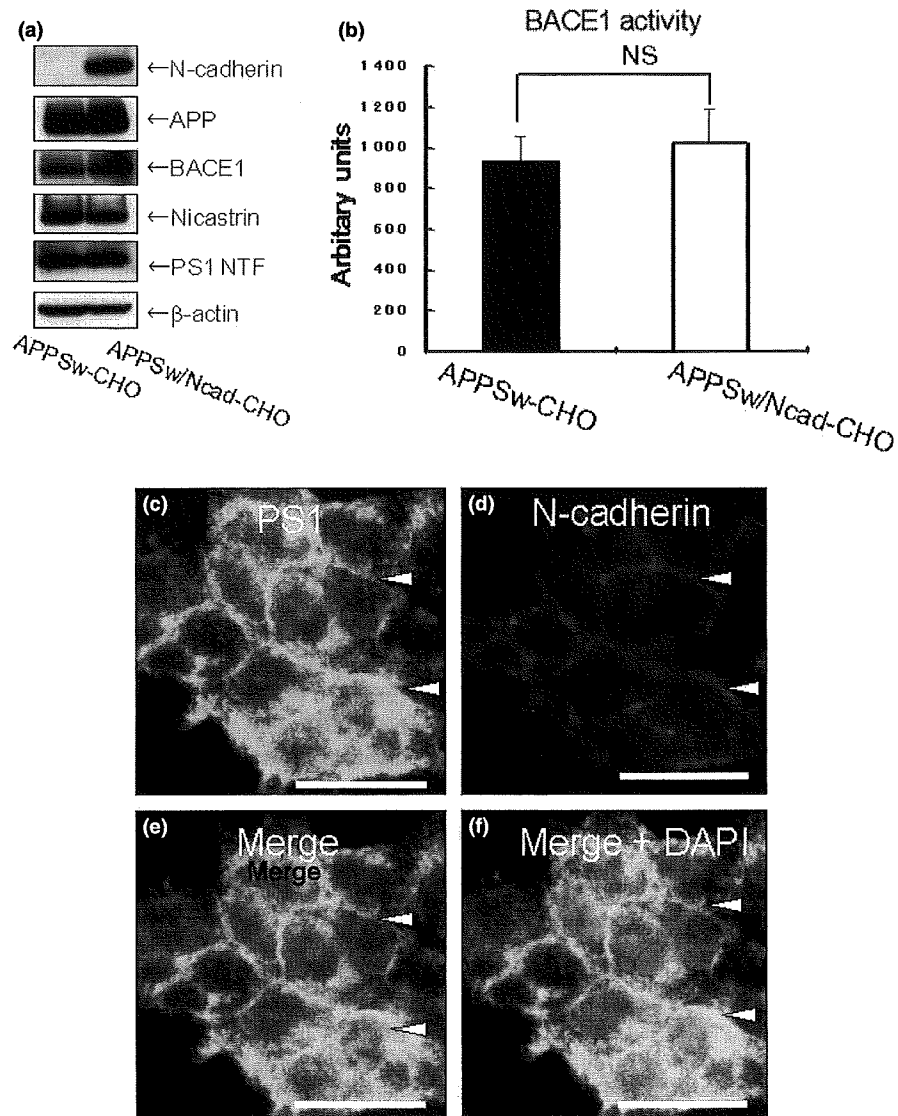 (a)
←N-cadherin
←APP
←BACE1
←Nicastrin
←PS1 NTF
←β-actin
APPSw-CHO
APPSw/Ncad-CHO
(b)
BACE1 activity
NS
Arbitary units
1400
1200
1000
800
600
400
200
0
APPSw-CHO
APPSw/Ncad-CHO
(c)
PS1
(d)
N-cadherin
(e)
Merge
Merge
(f)
Merge + DAPI